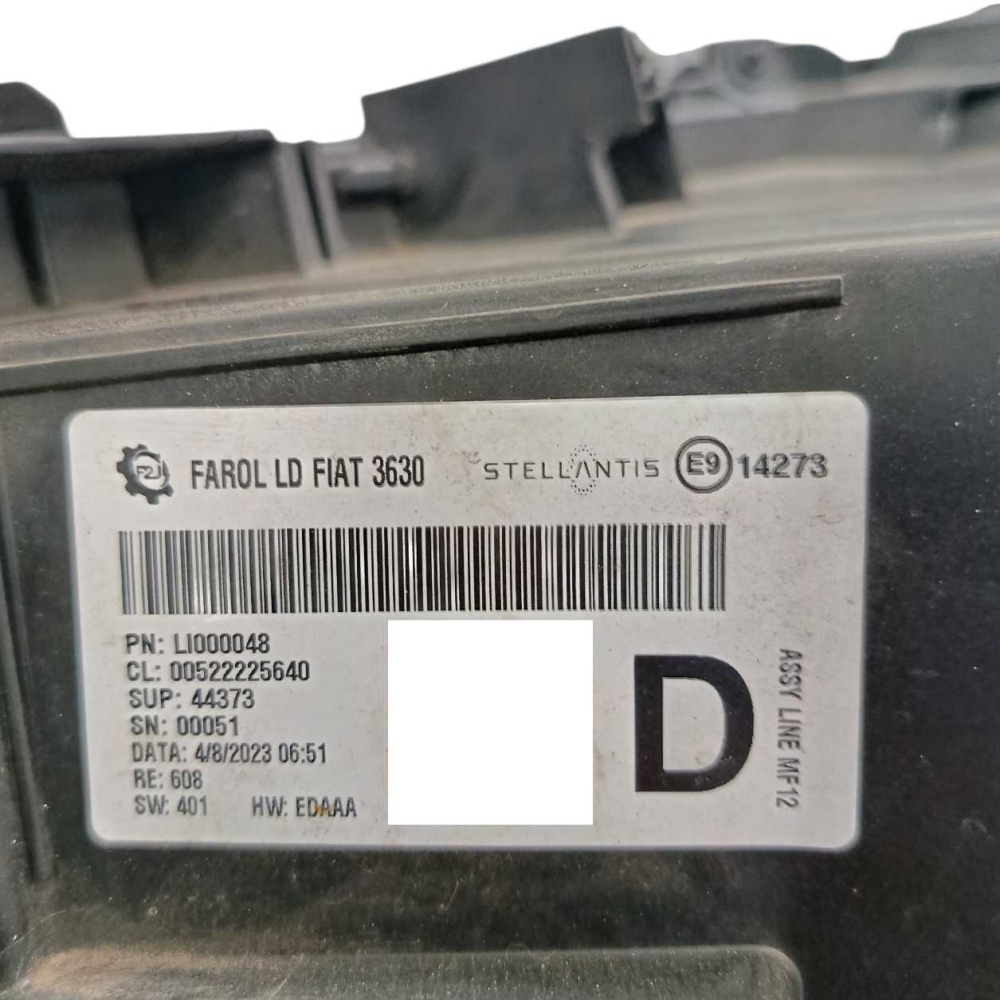 FAROL LD FIAT 3630 STELLANTIS E9 14273
PN: LI000048
CL: 00522225640
SUP: 44373
SN: 00051
DATA: 4/8/2023 06:51
RE: 608
SW: 401 HW: EDAAA
D
ASSY LINE MF12